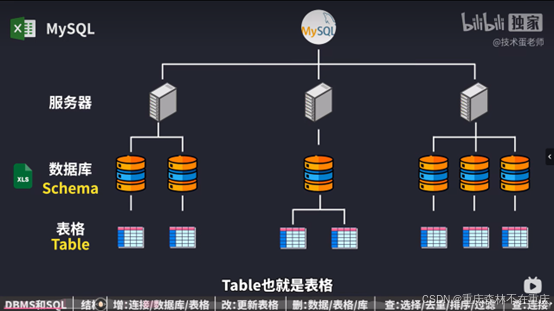 MySQL
MySQL
bilibili 独家
@技术蛋老师
服务器
XLS
数据库
Schema
表格
Table
Table也就是表格
DBMS和SQL
增:连接/数据库/表格
改:更新表格
删:数据/表格/库
查:选择/去重/排序/过滤
查:连接
CSDN @重庆森林不在重庆